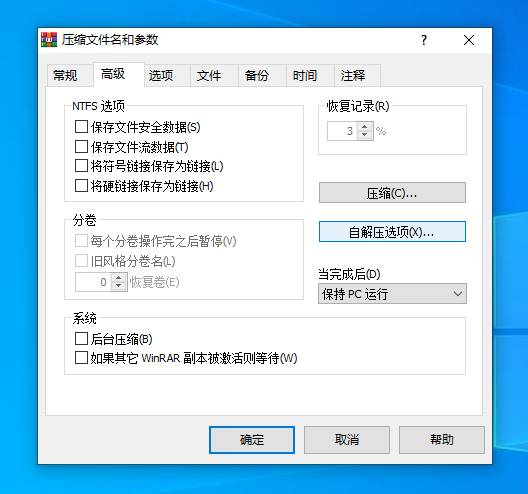 压缩文件名和参数
常规 高级 选项 文件 备份 时间 注释
NTFS 选项
保存文件安全数据(S)
保存文件流数据(T)
将符号链接保存为链接(L)
将硬链接保存为链接(H)
恢复记录(R)
3 %
压缩(C)...
自解压选项(X)...
分卷
每个分卷操作完之后暂停(V)
旧风格分卷名(L)
0 恢复卷(E)
当完成后(D)
保持 PC 运行
系统
后台压缩(B)
如果其它 WinRAR 副本被激活则等待(W)
确定 取消 帮助